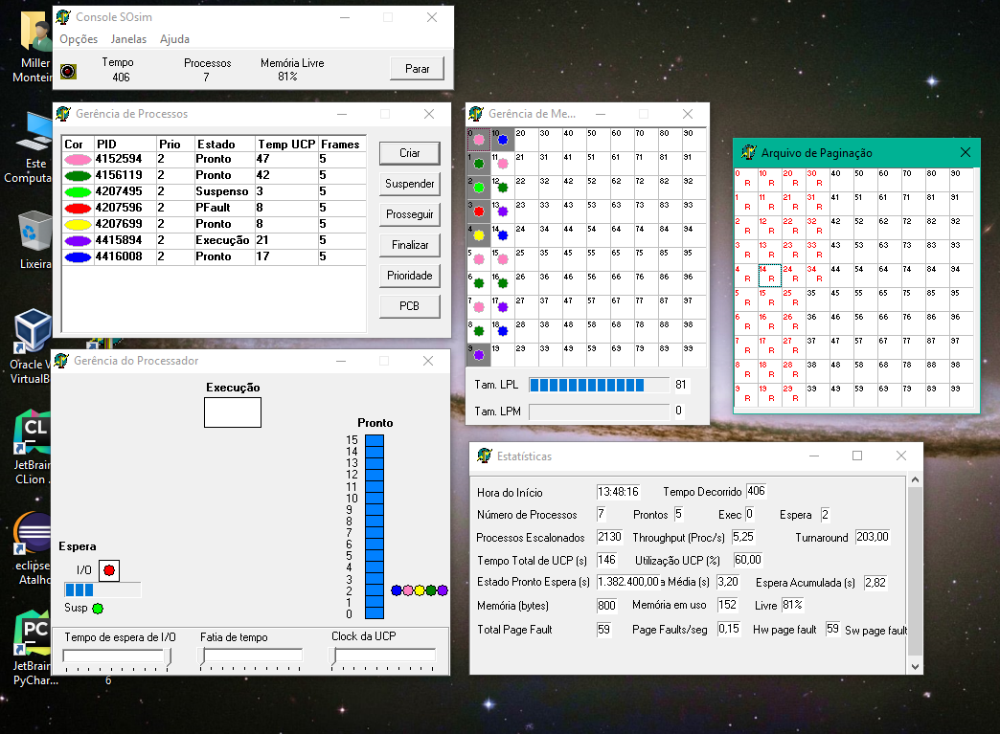 Miller
Monteir
Este
Computa
Lixeira
Oracle V
VirtualB
JetBrain
CLion ...
eclipse
Atalho
JetBrain
PyChar...
6
Console SOsim
Opções Janelas Ajuda
Tempo Processos Memória Livre
406 7 81%
Parar
Gerência de Processos
Cor PID Prio Estado Temp UCP Frames
4152594 2 Pronto 47 5
4156119 2 Pronto 42 5
4207495 2 Suspenso 3 5
4207596 2 PFault 8 5
4207699 2 Pronto 8 5
4415894 2 Execução 21 5
4416008 2 Pronto 17 5
Criar
Suspender
Prosseguir
Finalizar
Prioridade
PCB
Gerência do Processador
Execução
Pronto
15
14
13
12
11
10
9
8
7
6
5
4
3
2
1
0
Espera
I/O
Susp
Tempo de espera de I/O Fatia de tempo Clock da UCP
Gerência de Me...
0 10 20 30 40 50 60 70 80 90
1 11 21 31 41 51 61 71 81 91
2 12 22 32 42 52 62 72 82 92
3 13 23 33 43 53 63 73 83 93
4 14 24 34 44 54 64 74 84 94
5 15 25 35 45 55 65 75 85 95
6 16 26 36 46 56 66 76 86 96
7 17 27 37 47 57 67 77 87 97
8 18 28 38 48 58 68 78 88 98
9 19 29 39 49 59 69 79 89 99
Tam. LPL 81
Tam. LPM 0
Arquivo de Paginação
0 10 20 30 40 50 60 70 80 90
R R R R
1 11 21 31 41 51 61 71 81 91
R R R R
2 12 22 32 42 52 62 72 82 92
R R R R
3 13 23 33 43 53 63 73 83 93
R R R R
4 14 24 34 44 54 64 74 84 94
R R R R
5 15 25 35 45 55 65 75 85 95
R R R
6 16 26 36 46 56 66 76 86 96
R R R
7 17 27 37 47 57 67 77 87 97
R R R
8 18 28 38 48 58 68 78 88 98
R R R
9 19 29 39 49 59 69 79 89 99
R R R
Estatísticas
Hora do Início 13:48:16 Tempo Decorrido 406
Número de Processos 7 Prontos 5 Exec 0 Espera 2
Processos Escalonados 2130 Throughput (Proc/s) 5,25 Turnaround 203,00
Tempo Total de UCP (s) 146 Utilização UCP (%) 60,00
Estado Pronto Espera (s) 1.382.400,00 a Média (s) 3,20 Espera Acumulada (s) 2,82
Memória (bytes) 800 Memória em uso 152 Livre 81%
Total Page Fault 59 Page Faults/seg 0,15 Hw page fault 59 Sw page fault